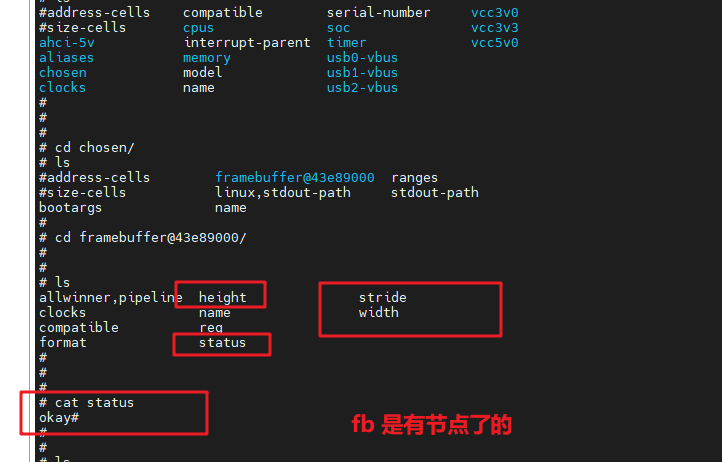 # ls
#address-cells compatible serial-number vcc3v0
#size-cells cpus soc vcc3v3
ahci-5v interrupt-parent timer vcc5v0
aliases memory usb0-vbus
chosen model usb1-vbus
clocks name usb2-vbus
#
#
#
# cd chosen/
# ls
#address-cells framebuffer@43e89000 ranges
#size-cells linux,stdout-path stdout-path
bootargs name
#
# cd framebuffer@43e89000/
#
#
# ls
allwinner,pipeline height stride
clocks name width
compatible reg
format status
#
#
#
# cat status
okay#
fb 是有节点了的
#
#
# ls